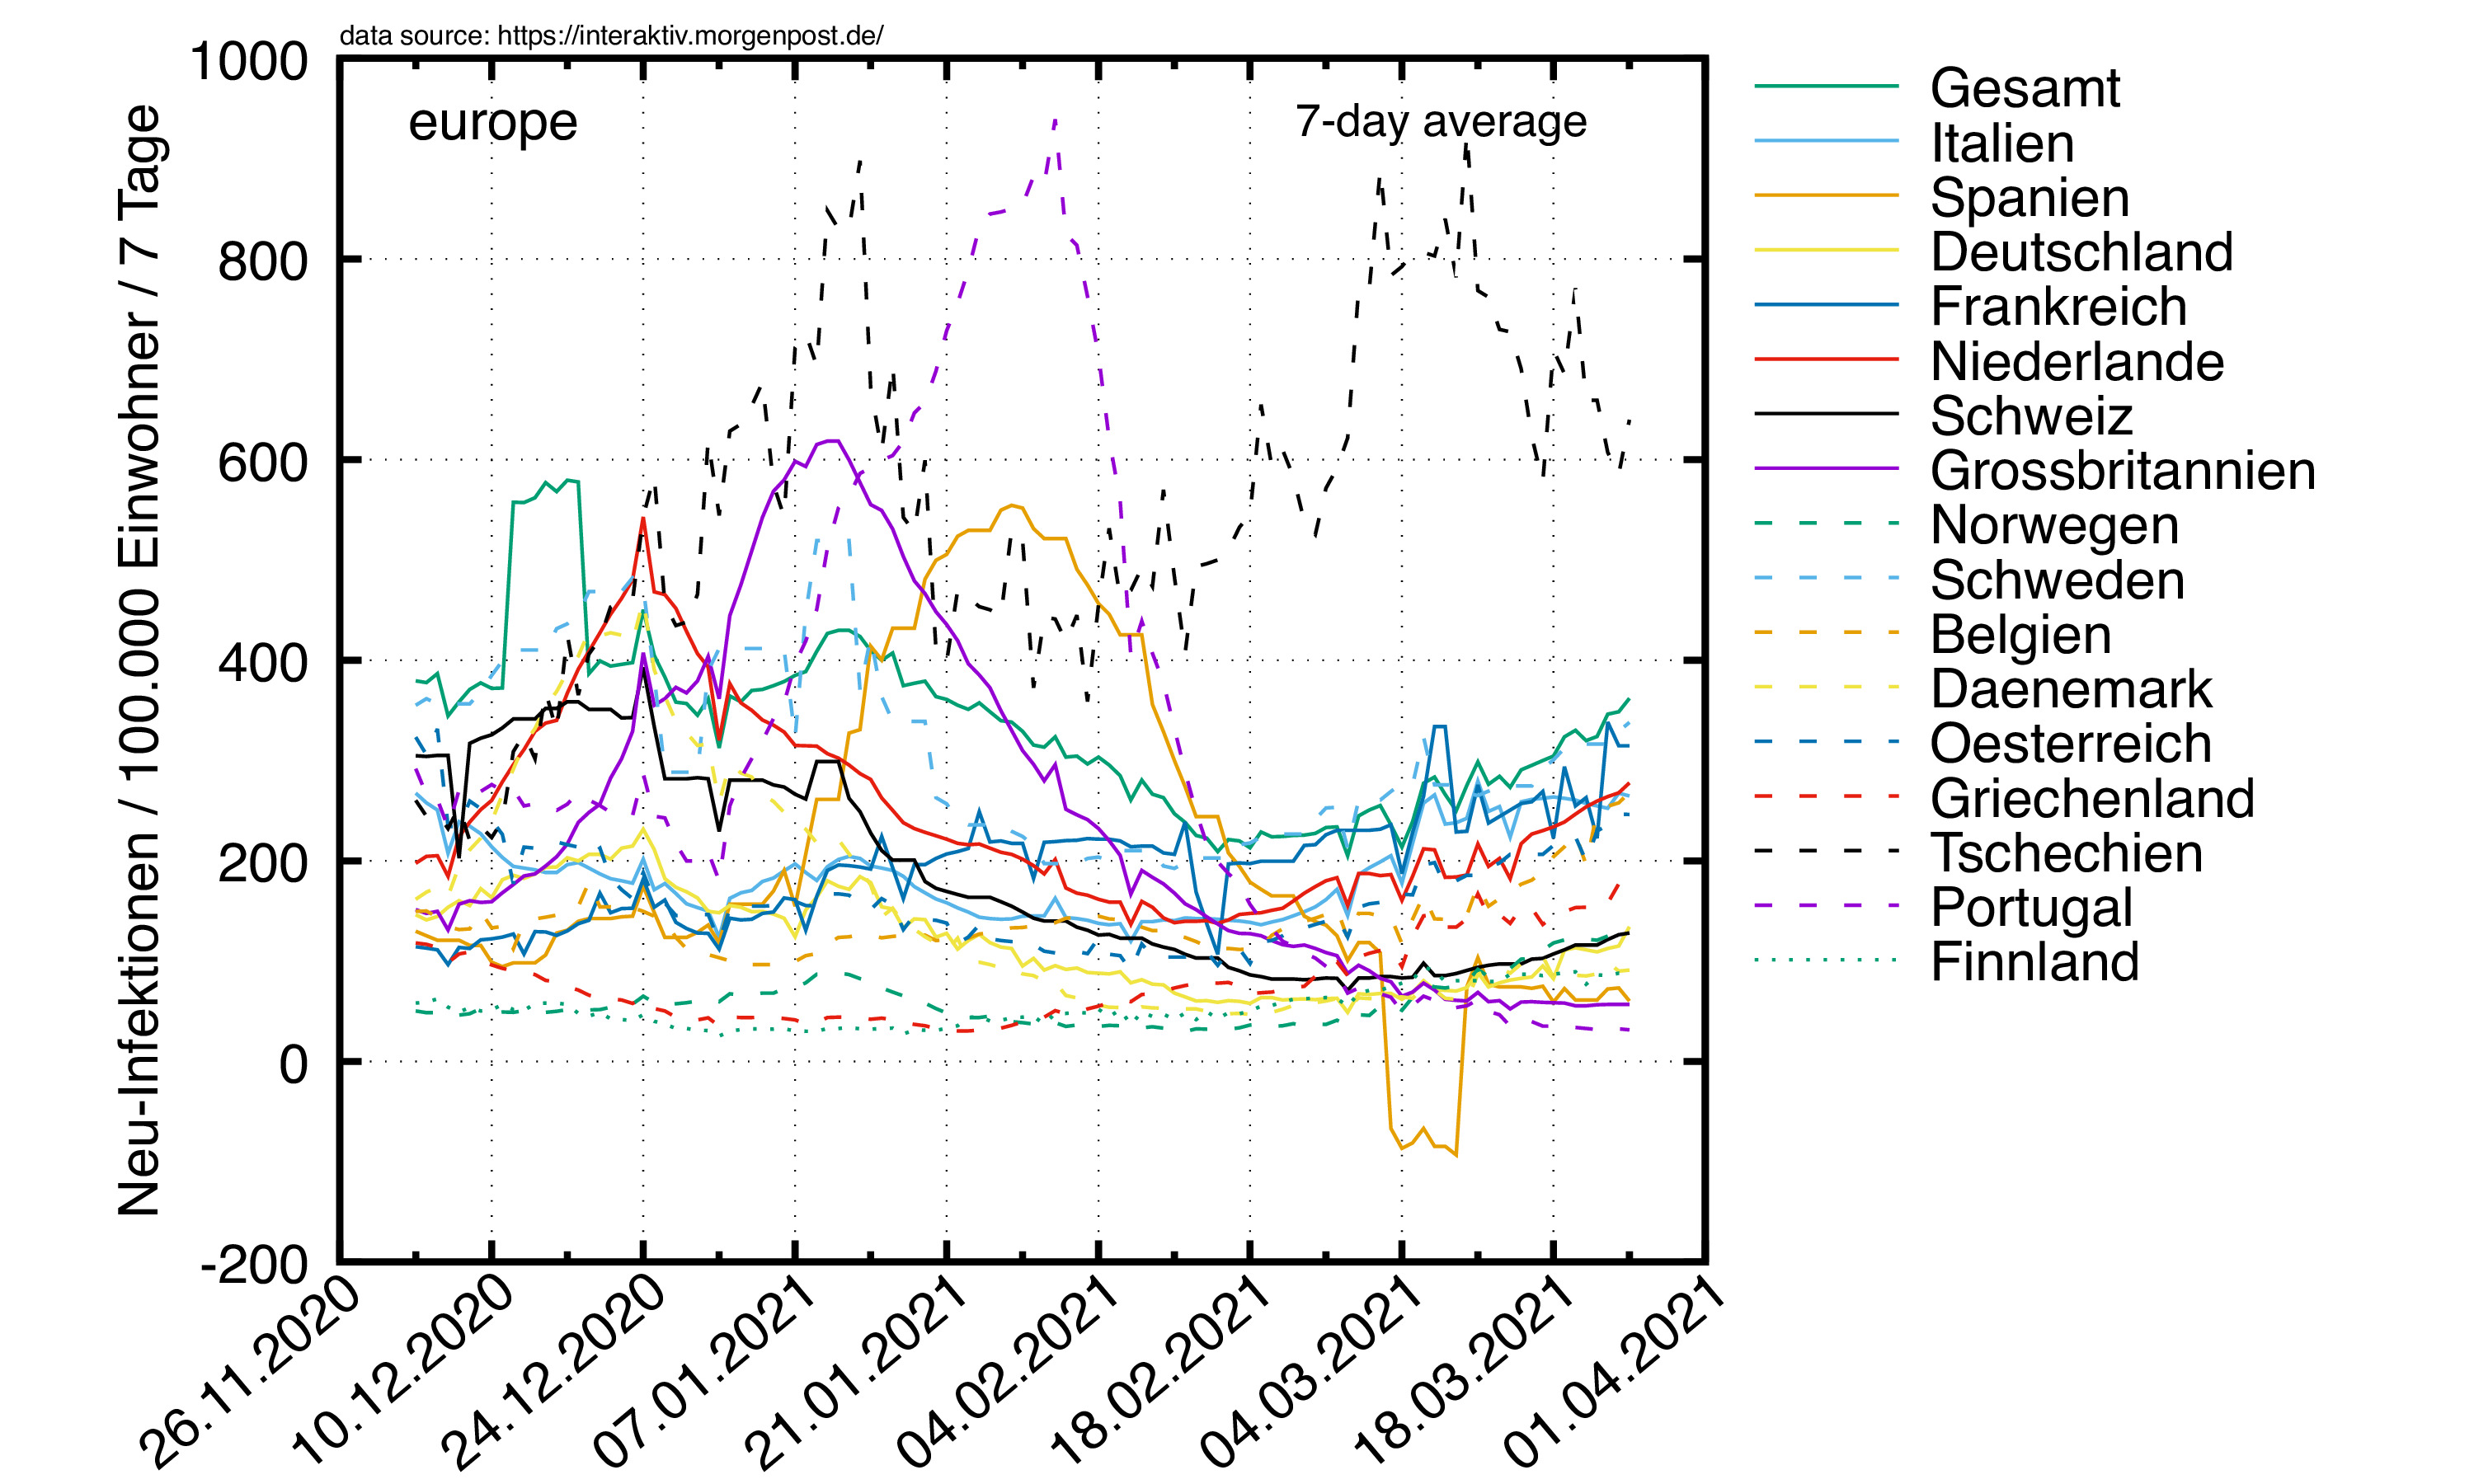 data source: https://interaktiv.morgenpost.de/
europe
7-day average
Neu-Infektionen / 100.000 Einwohner / 7 Tage
1000
800
600
400
200
0
-200
26.11.2020
10.12.2020
24.12.2020
07.01.2021
21.01.2021
04.02.2021
18.02.2021
04.03.2021
18.03.2021
01.04.2021
Gesamt
Italien
Spanien
Deutschland
Frankreich
Niederlande
Schweiz
Grossbritannien
Norwegen
Schweden
Belgien
Daenemark
Oesterreich
Griechenland
Tschechien
Portugal
Finnland